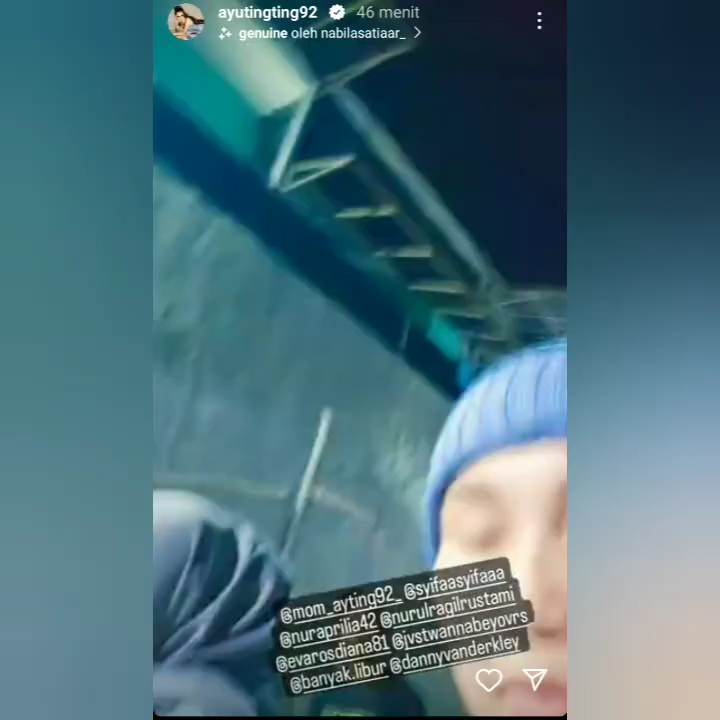 ayutingting92 46 menit
genuine oleh nabilasatiaar_
@mom_ayting92_ @syifaasyifaaa
@nuraprilia42 @nurulragilrustami
@evarosdiana81 @jvstwannabeyovrs
@banyak.libur @dannyvanderkley